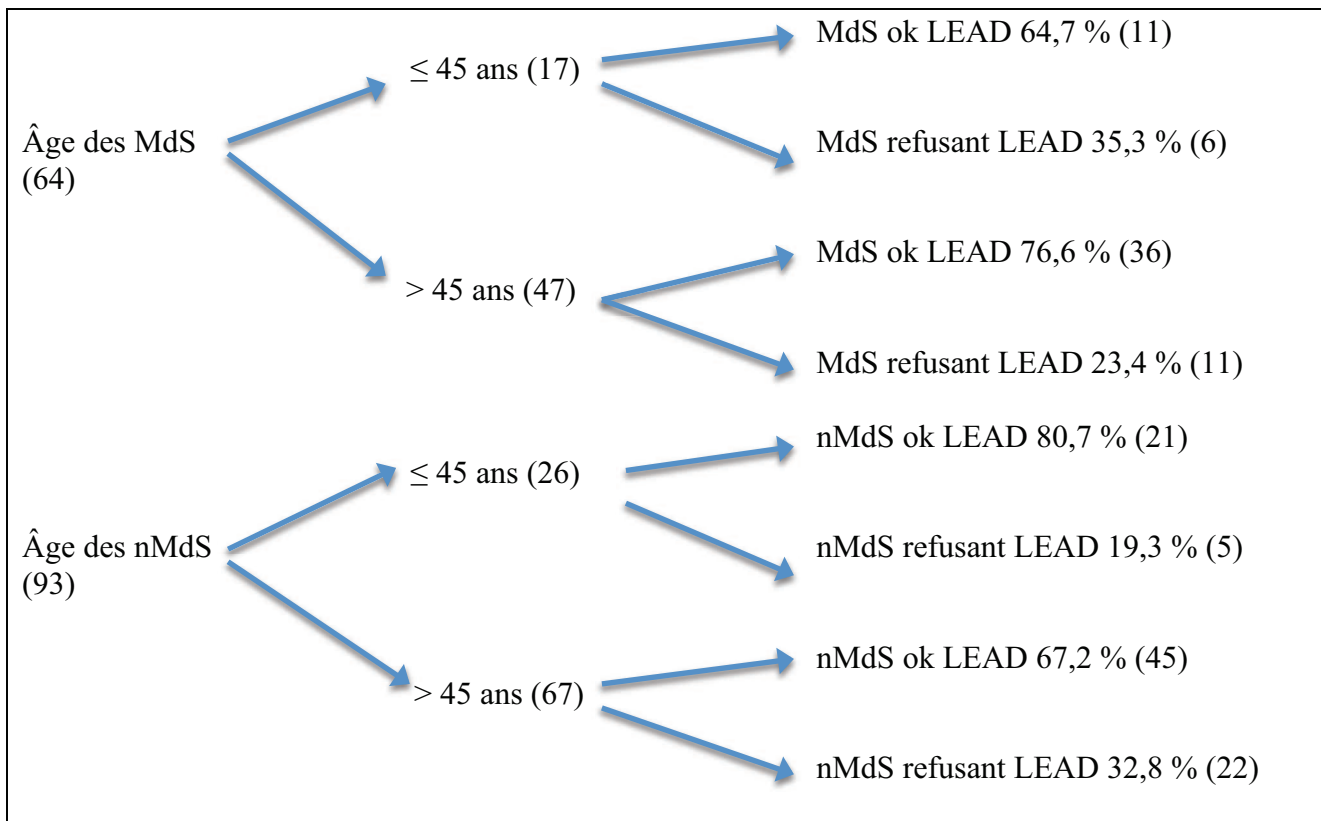 Âge des MdS
(64)
≤ 45 ans (17)
MdS ok LEAD 64,7 % (11)
MdS refusant LEAD 35,3 % (6)
> 45 ans (47)
MdS ok LEAD 76,6 % (36)
MdS refusant LEAD 23,4 % (11)
Âge des nMdS
(93)
≤ 45 ans (26)
nMdS ok LEAD 80,7 % (21)
nMdS refusant LEAD 19,3 % (5)
> 45 ans (67)
nMdS ok LEAD 67,2 % (45)
nMdS refusant LEAD 32,8 % (22)